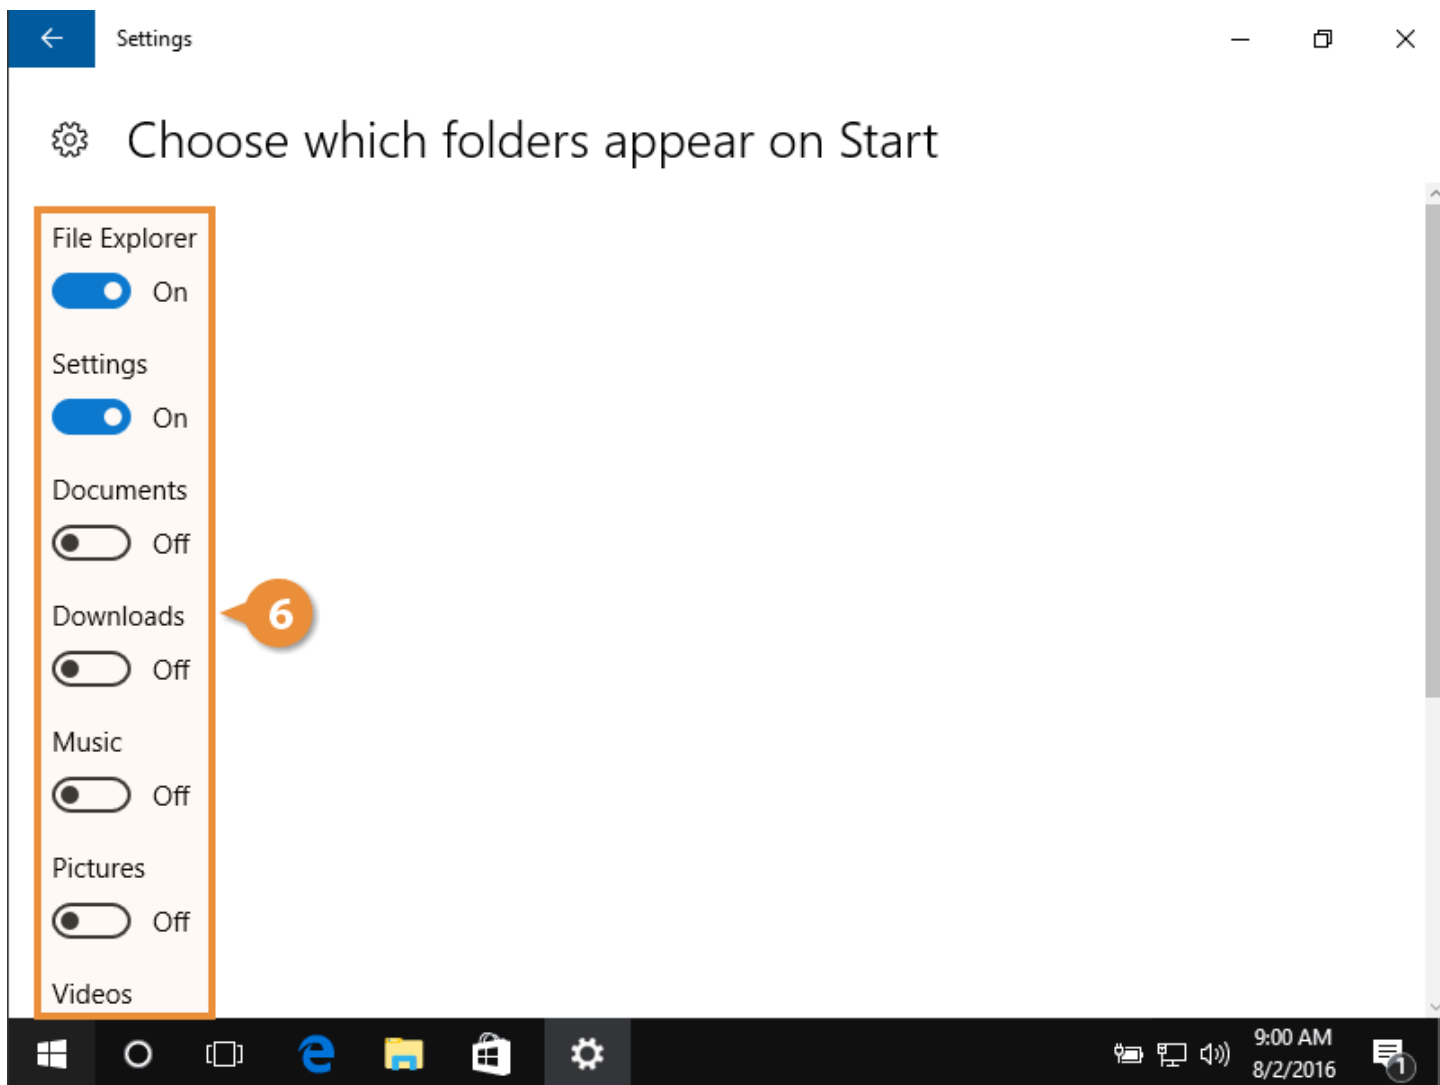 Settings
Choose which folders appear on Start
File Explorer
On
Settings
On
Documents
Off
Downloads
6
Off
Music
Off
Pictures
Off
Videos
9:00 AM
8/2/2016
1